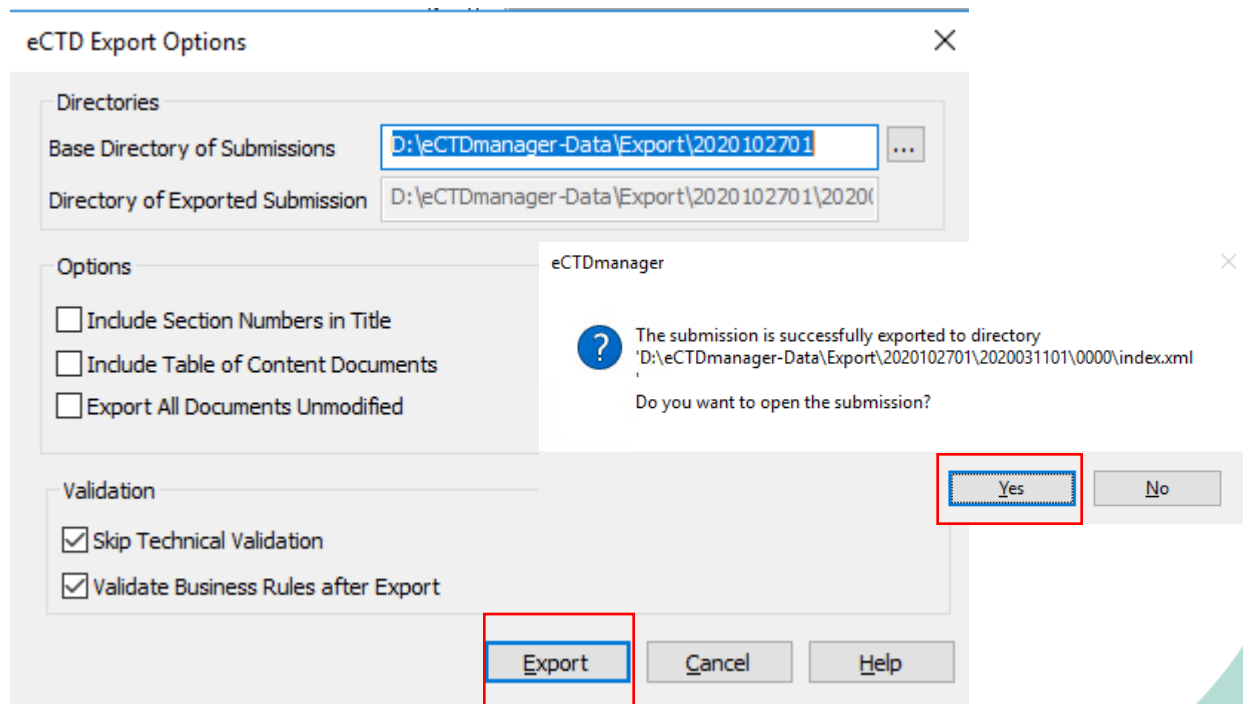 eCTD Export Options
Directories
Base Directory of Submissions
D:\eCTDmanager-Data\Export\2020102701
...
Directory of Exported Submission
D:\eCTDmanager-Data\Export\2020102701\2020(
Options
Include Section Numbers in Title
Include Table of Content Documents
Export All Documents Unmodified
eCTDmanager
The submission is successfully exported to directory
'D:\eCTDmanager-Data\Export\2020102701\2020031101\0000\index.xml
'
Do you want to open the submission?
Yes
No
Validation
Skip Technical Validation
Validate Business Rules after Export
Export
Cancel
Help